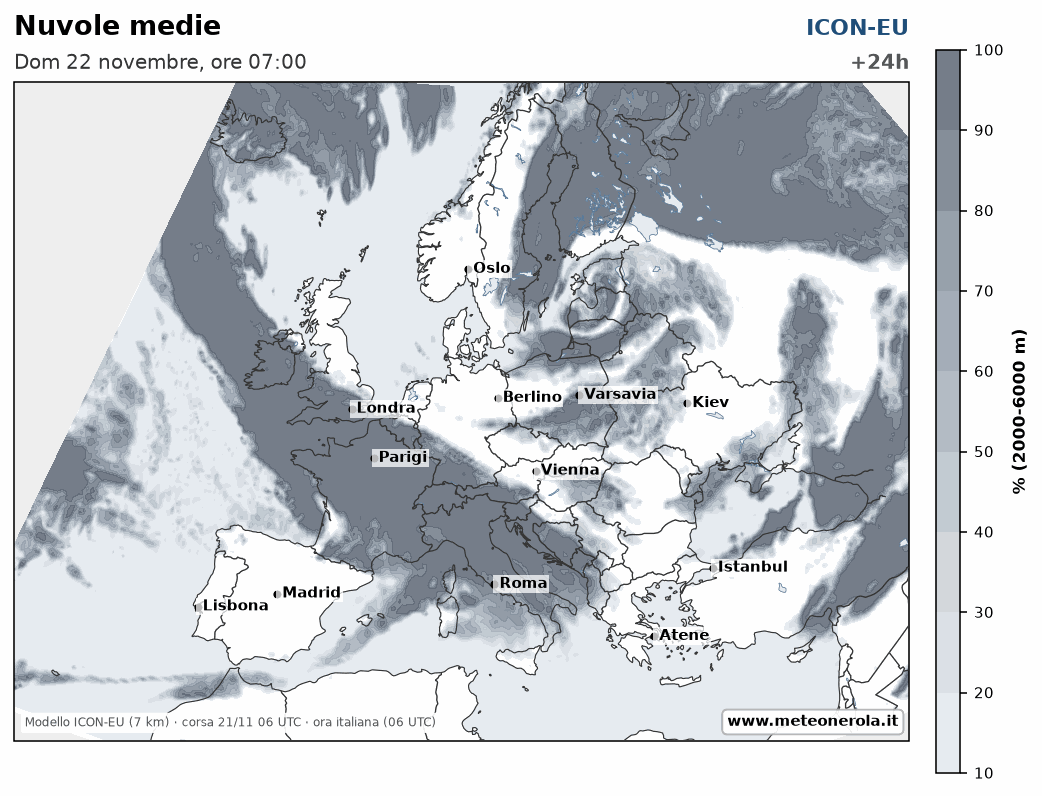 Nuvole medie
ICON-EU
Dom 22 novembre, ore 07:00
+24h
100
90
80
70
60
50
40
30
20
10
% (2000-6000 m)
Oslo
Berlino
Varsavia
Kiev
Londra
Parigi
Vienna
Istanbul
Roma
Madrid
Lisbona
Atene
Modello ICON-EU (7 km) · corsa 21/11 06 UTC · ora italiana (06 UTC)
www.meteonerola.it